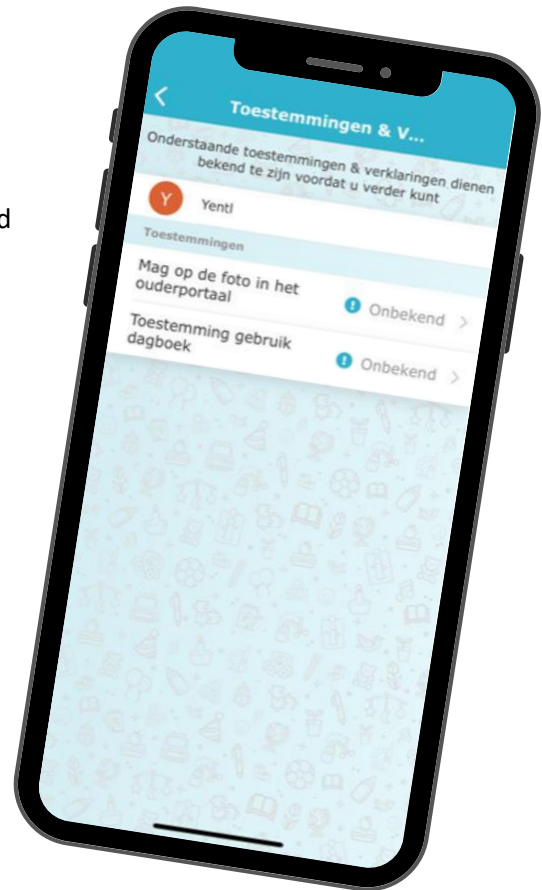 d
Toestemmingen & V...
Onderstaande toestemmingen & verklaringen dienen
bekend te zijn voordat u verder kunt
Y
Yentl
Toestemmingen
Mag op de foto in het
ouderportaal
Onbekend
Toestemming gebruik
dagboek
Onbekend